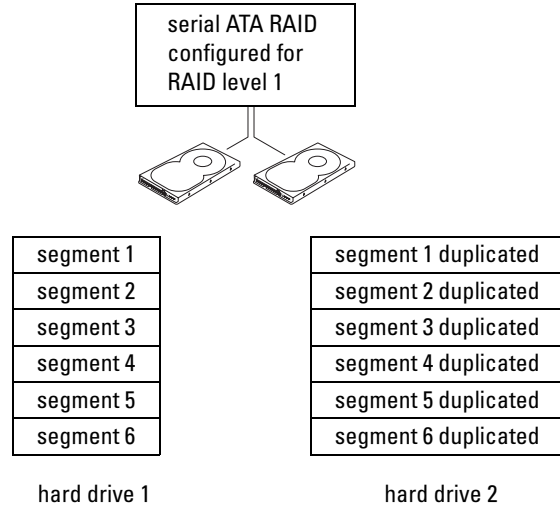 serial ATA RAID
configured for
RAID level 1
segment 1
segment 2
segment 3
segment 4
segment 5
segment 6
hard drive 1
segment 1 duplicated
segment 2 duplicated
segment 3 duplicated
segment 4 duplicated
segment 5 duplicated
segment 6 duplicated
hard drive 2